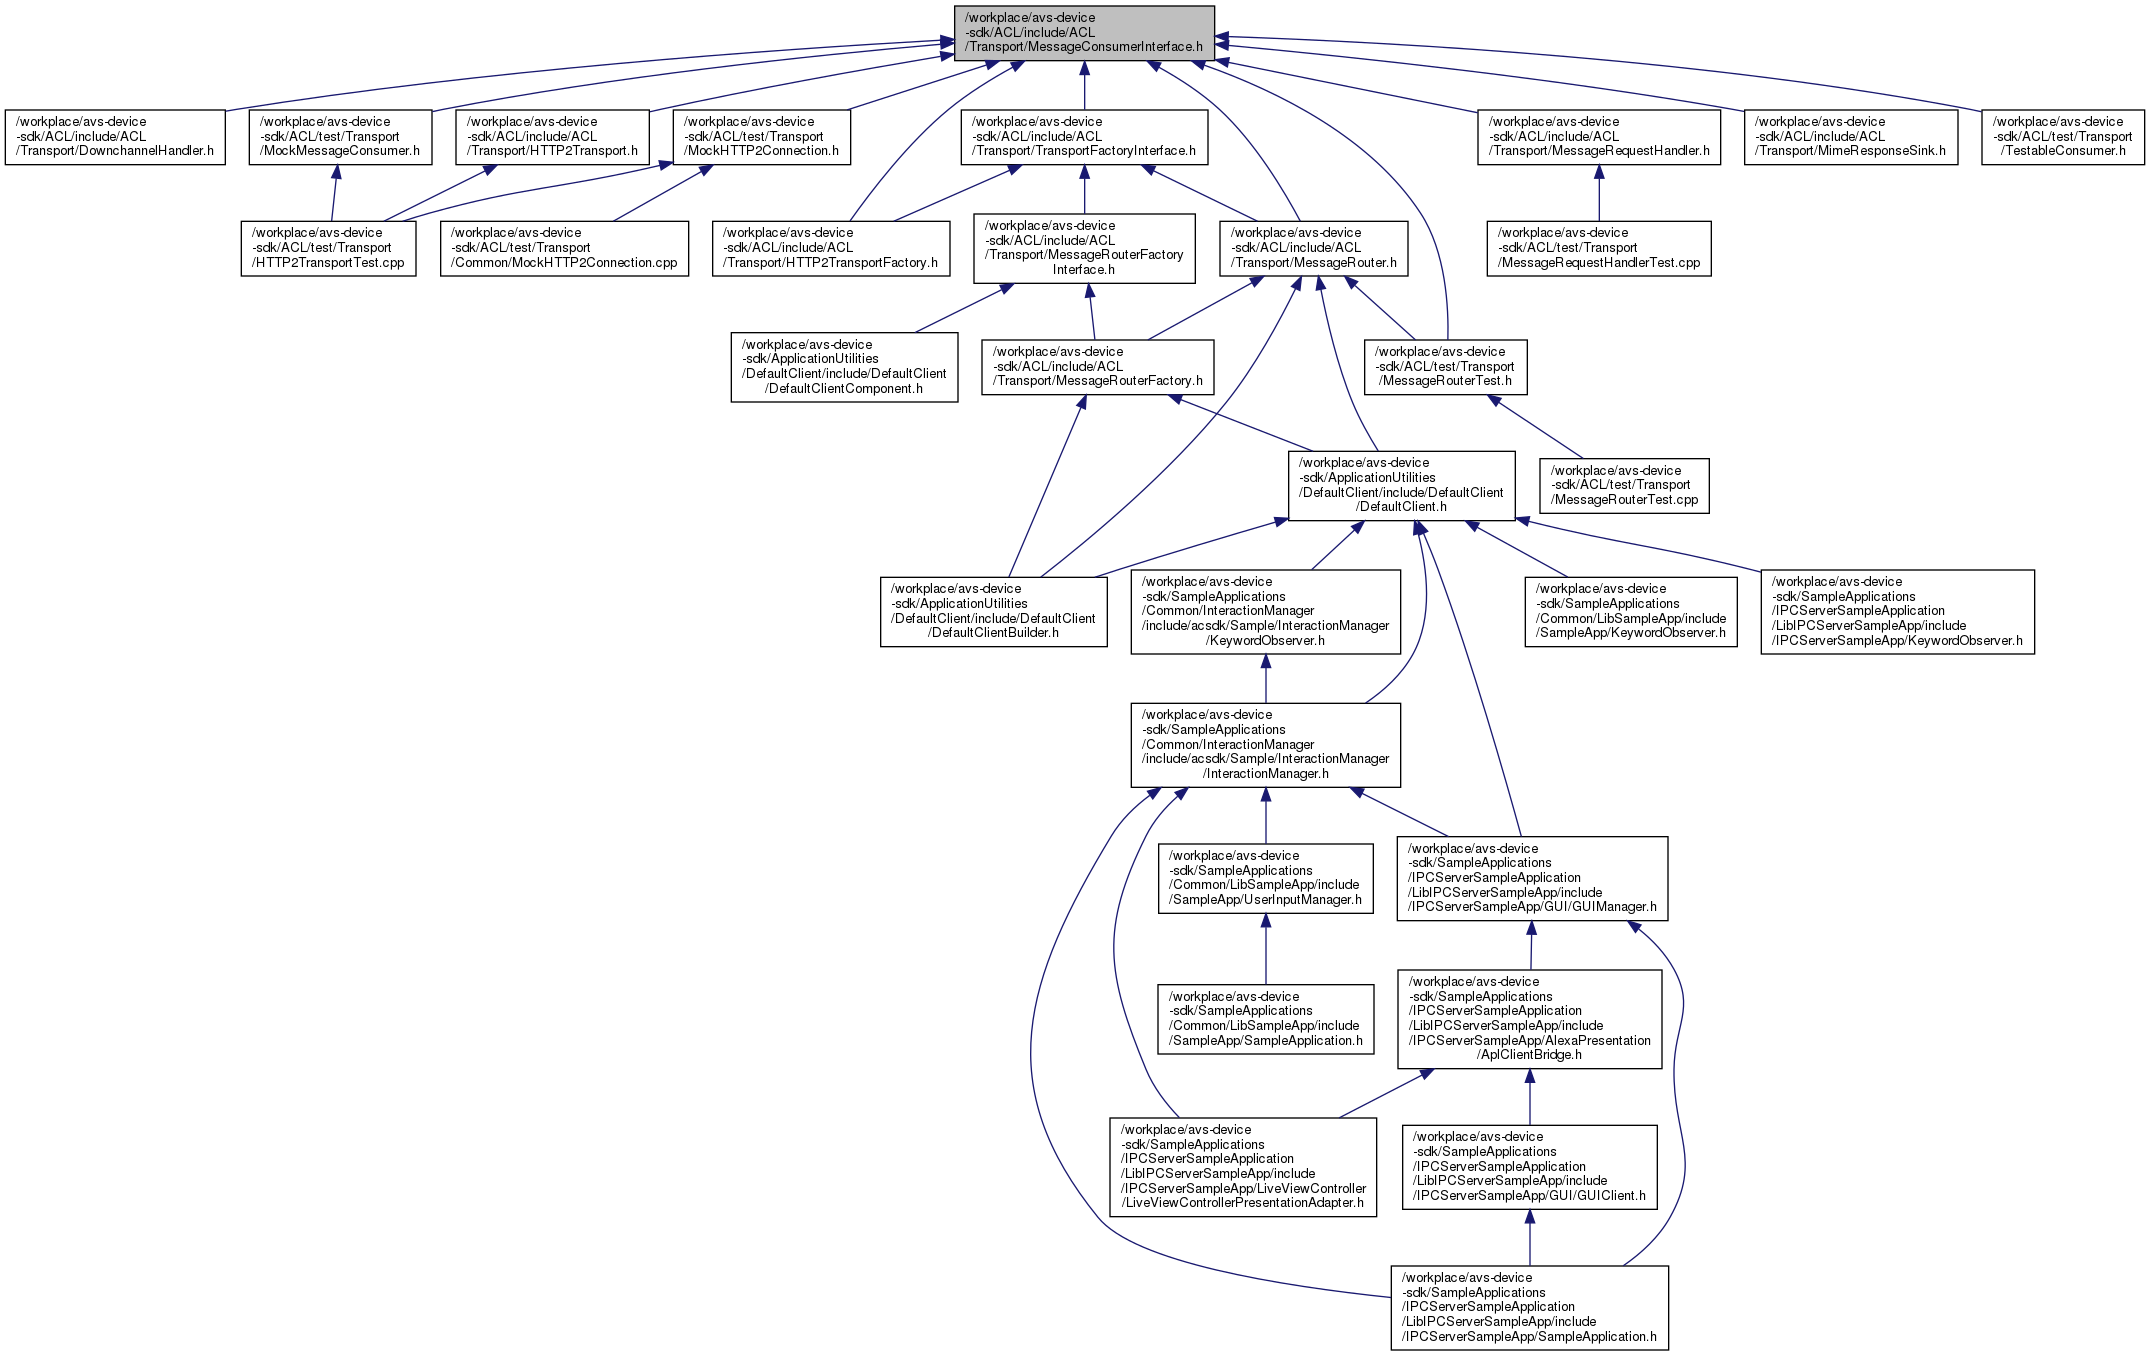 /workplace/avs-device
-sdk/ACL/include/ACL
/Transport/MessageConsumerInterface.h
/workplace/avs-device
-sdk/ACL/include/ACL
/Transport/DownchannelHandler.h
/workplace/avs-device
-sdk/ACL/test/Transport
/MockMessageConsumer.h
/workplace/avs-device
-sdk/ACL/include/ACL
/Transport/HTTP2Transport.h
/workplace/avs-device
-sdk/ACL/test/Transport
/MockHTTP2Connection.h
/workplace/avs-device
-sdk/ACL/include/ACL
/Transport/TransportFactoryInterface.h
/workplace/avs-device
-sdk/ACL/include/ACL
/Transport/MessageRequestHandler.h
/workplace/avs-device
-sdk/ACL/include/ACL
/Transport/MimeResponseSink.h
/workplace/avs-device
-sdk/ACL/test/Transport
/TestableConsumer.h
/workplace/avs-device
-sdk/ACL/test/Transport
/HTTP2TransportTest.cpp
/workplace/avs-device
-sdk/ACL/test/Transport
/Common/MockHTTP2Connection.cpp
/workplace/avs-device
-sdk/ACL/include/ACL
/Transport/HTTP2TransportFactory.h
/workplace/avs-device
-sdk/ACL/include/ACL
/Transport/MessageRouterFactory
Interface.h
/workplace/avs-device
-sdk/ACL/include/ACL
/Transport/MessageRouter.h
/workplace/avs-device
-sdk/ACL/test/Transport
/MessageRequestHandlerTest.cpp
/workplace/avs-device
-sdk/ApplicationUtilities
/DefaultClient/include/DefaultClient
/DefaultClientComponent.h
/workplace/avs-device
-sdk/ACL/include/ACL
/Transport/MessageRouterFactory.h
/workplace/avs-device
-sdk/ACL/test/Transport
/MessageRouterTest.h
/workplace/avs-device
-sdk/ApplicationUtilities
/DefaultClient/include/DefaultClient
/DefaultClient.h
/workplace/avs-device
-sdk/ACL/test/Transport
/MessageRouterTest.cpp
/workplace/avs-device
-sdk/ApplicationUtilities
/DefaultClient/include/DefaultClient
/DefaultClientBuilder.h
/workplace/avs-device
-sdk/SampleApplications
/Common/InteractionManager
/include/acsdk/Sample/InteractionManager
/KeywordObserver.h
/workplace/avs-device
-sdk/SampleApplications
/Common/LibSampleApp/include
/SampleApp/KeywordObserver.h
/workplace/avs-device
-sdk/SampleApplications
/IPCServerSampleApplication
/LibIPCServerSampleApp/include
/IPCServerSampleApp/KeywordObserver.h
/workplace/avs-device
-sdk/SampleApplications
/Common/InteractionManager
/include/acsdk/Sample/InteractionManager
/InteractionManager.h
/workplace/avs-device
-sdk/SampleApplications
/Common/LibSampleApp/include
/SampleApp/UserInputManager.h
/workplace/avs-device
-sdk/SampleApplications
/IPCServerSampleApplication
/LibIPCServerSampleApp/include
/IPCServerSampleApp/GUI/GUIManager.h
/workplace/avs-device
-sdk/SampleApplications
/Common/LibSampleApp/include
/SampleApp/SampleApplication.h
/workplace/avs-device
-sdk/SampleApplications
/IPCServerSampleApplication
/LibIPCServerSampleApp/include
/IPCServerSampleApp/AlexaPresentation
/AplClientBridge.h
/workplace/avs-device
-sdk/SampleApplications
/IPCServerSampleApplication
/LibIPCServerSampleApp/include
/IPCServerSampleApp/LiveViewController
/LiveViewControllerPresentationAdapter.h
/workplace/avs-device
-sdk/SampleApplications
/IPCServerSampleApplication
/LibIPCServerSampleApp/include
/IPCServerSampleApp/GUI/GUIClient.h
/workplace/avs-device
-sdk/SampleApplications
/IPCServerSampleApplication
/LibIPCServerSampleApp/include
/IPCServerSampleApp/SampleApplication.h